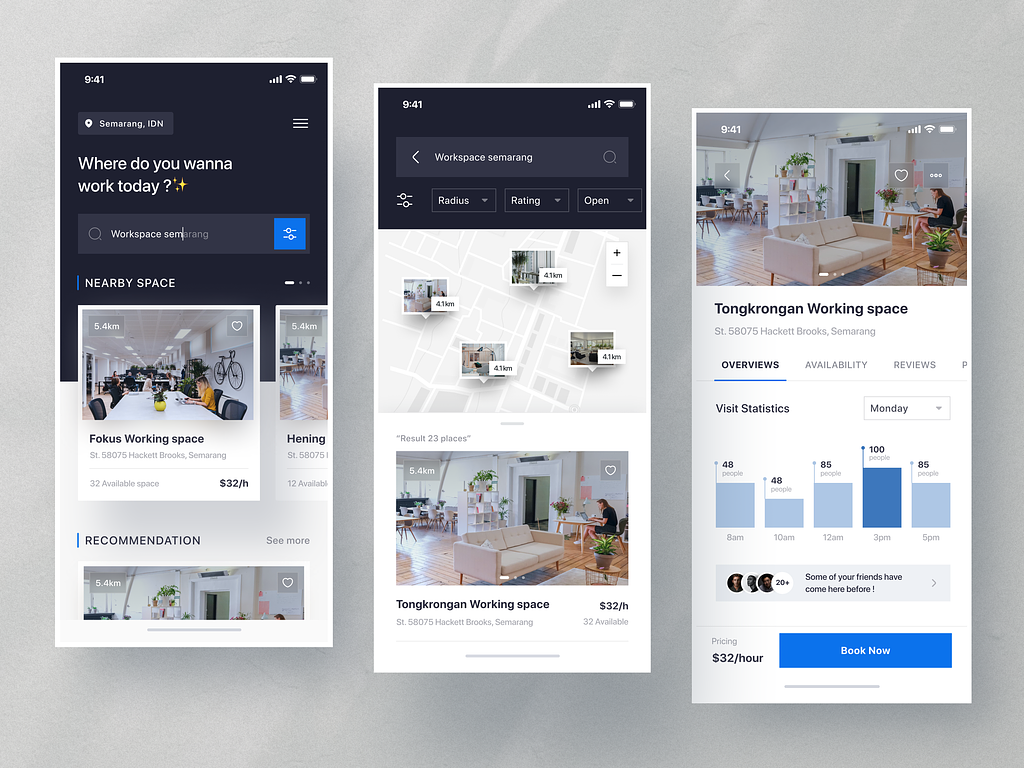 9:41
Semarang, IDN
Where do you wanna
work today ?✨
Workspace semarang
NEARBY SPACE
5.4km
Fokus Working space
St. 58075 Hackett Brooks, Semarang
32 Available space
$32/h
Hening
St. 5807
12 Availabl
RECOMMENDATION
See more
5.4km
9:41
Workspace semarang
Radius
Rating
Open
4.1km
4.1km
4.1km
4.1km
+
−
"Result 23 places"
5.4km
Tongkrongan Working space
$32/h
St. 58075 Hackett Brooks, Semarang
32 Available
9:41
Tongkrongan Working space
St. 58075 Hackett Brooks, Semarang
OVERVIEWS
AVAILABILITY
REVIEWS
P
Visit Statistics
Monday
48
people
48
people
85
people
100
people
85
people
8am
10am
12am
3pm
5pm
20+
Some of your friends have
come here before !
Pricing
$32/hour
Book Now